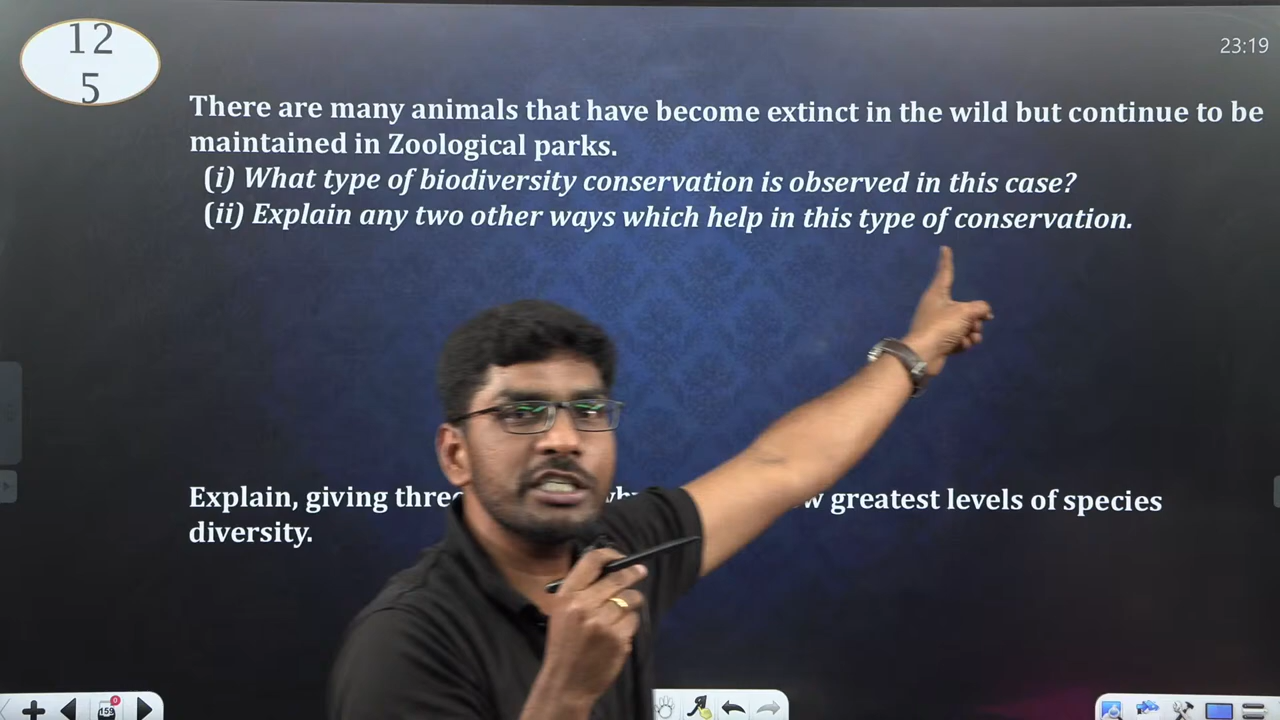 12
5
23:19
There are many animals that have become extinct in the wild but continue to be
maintained in Zoological parks.
(i) What type of biodiversity conservation is observed in this case?
(ii) Explain any two other ways which help in this type of conservation.
Explain, giving three greatest levels of species
diversity.
159